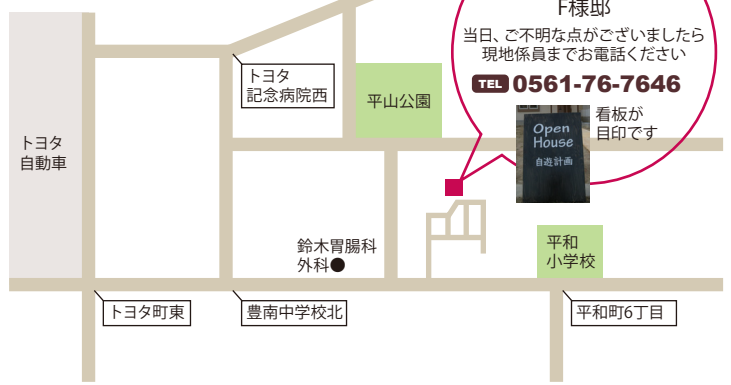 F様邸
当日、ご不明な点がございましたら
現地係員までお電話ください
TEL 0561-76-7646
Open
House
自遊計画
看板が
目印です
トヨタ
記念病院西
平山公園
トヨタ
自動車
鈴木胃腸科
外科●
平和
小学校
トヨタ町東
豊南中学校北
平和町6丁目